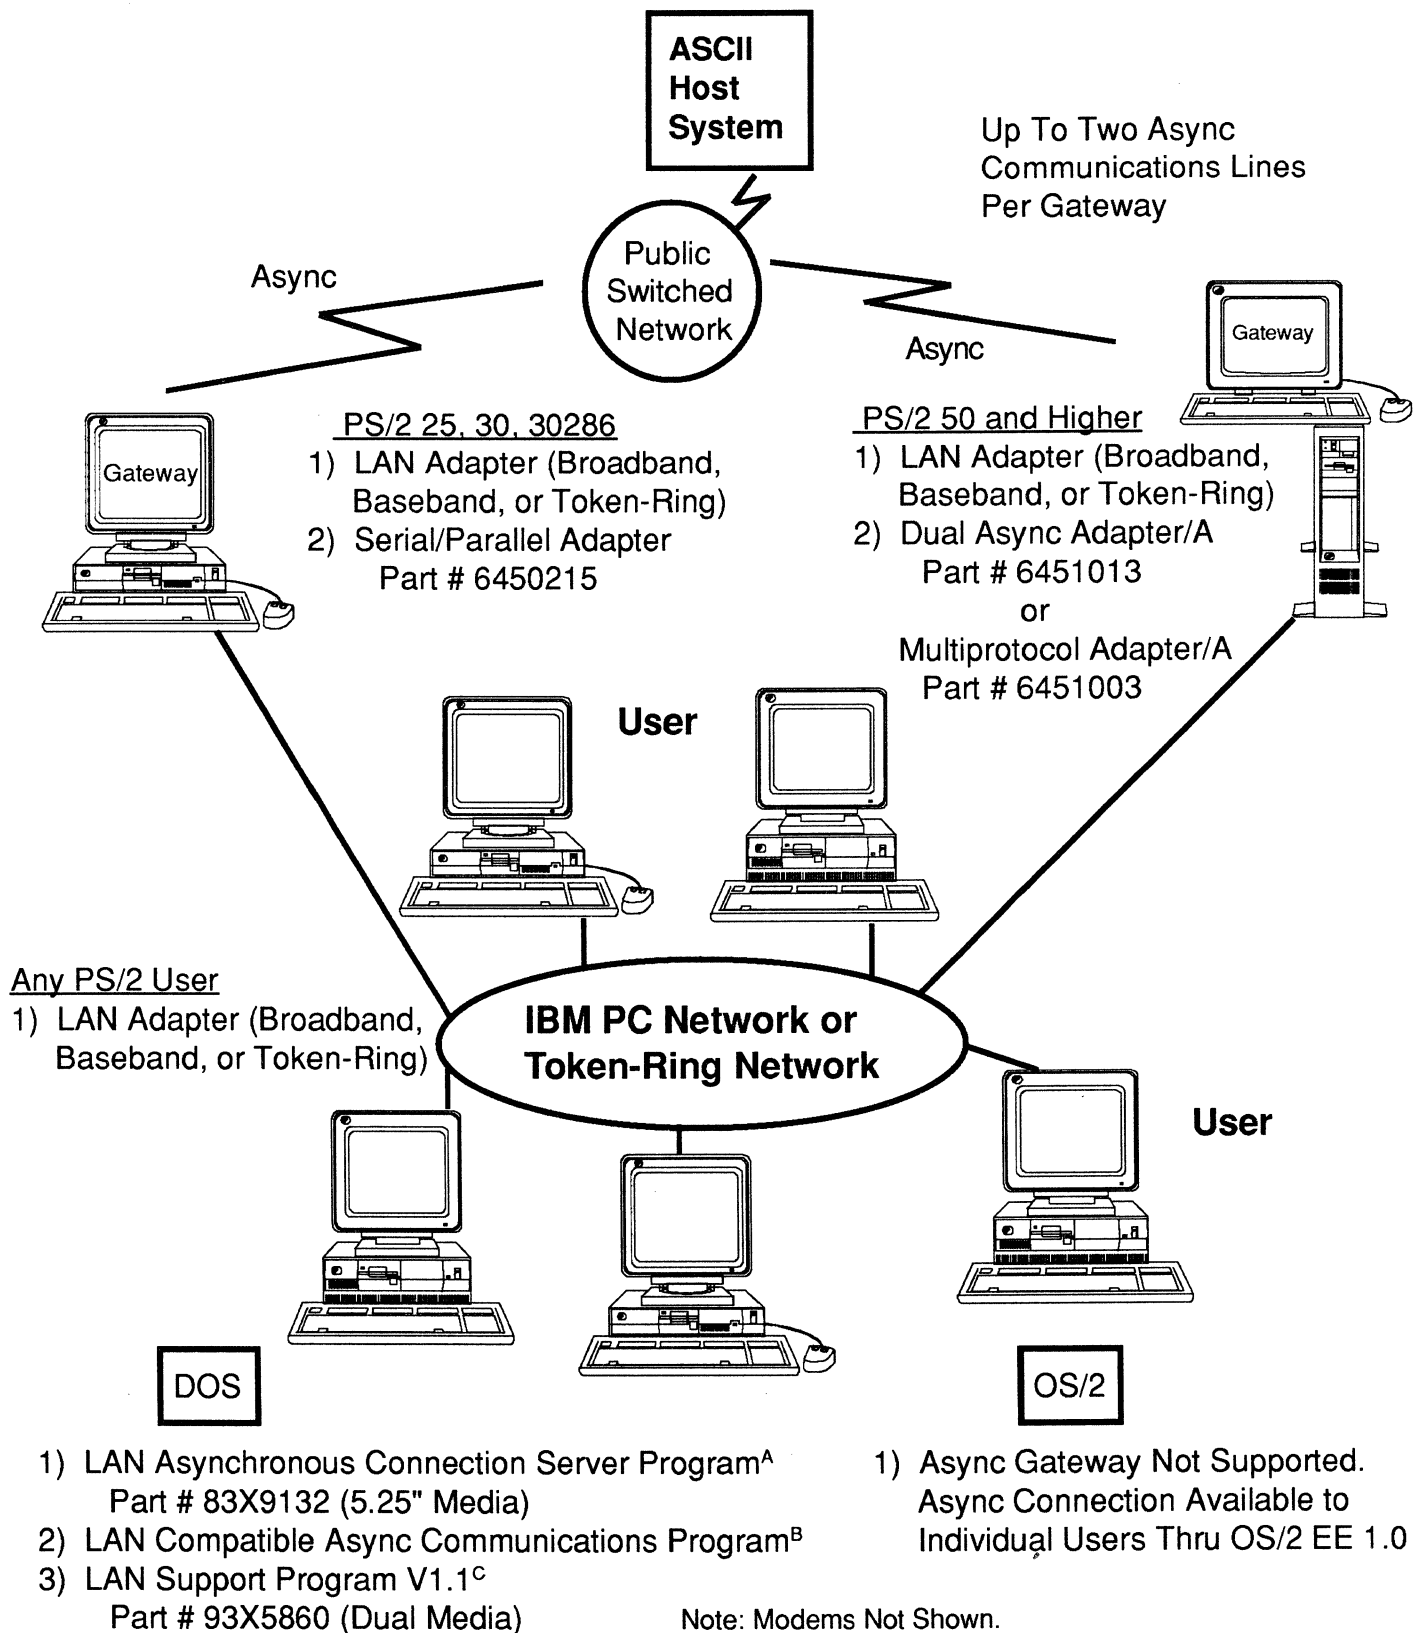 ASCII
Host
System
Up To Two Async
Communications Lines
Per Gateway
Public
Switched
Network
Async
Async
Gateway
Gateway
PS/2 25, 30, 30286
1) LAN Adapter (Broadband,
Baseband, or Token-Ring)
2) Serial/Parallel Adapter
Part # 6450215
PS/2 50 and Higher
1) LAN Adapter (Broadband,
Baseband, or Token-Ring)
2) Dual Async Adapter/A
Part # 6451013
or
Multiprotocol Adapter/A
Part # 6451003
User
Any PS/2 User
1) LAN Adapter (Broadband,
Baseband, or Token-Ring)
IBM PC Network or
Token-Ring Network
User
DOS
1) LAN Asynchronous Connection Server Programᴬ
Part # 83X9132 (5.25" Media)
2) LAN Compatible Async Communications Programᴮ
3) LAN Support Program V1.1ᶜ
Part # 93X5860 (Dual Media)
OS/2
1) Async Gateway Not Supported.
Async Connection Available to
Individual Users Thru OS/2 EE 1.0
Note: Modems Not Shown.